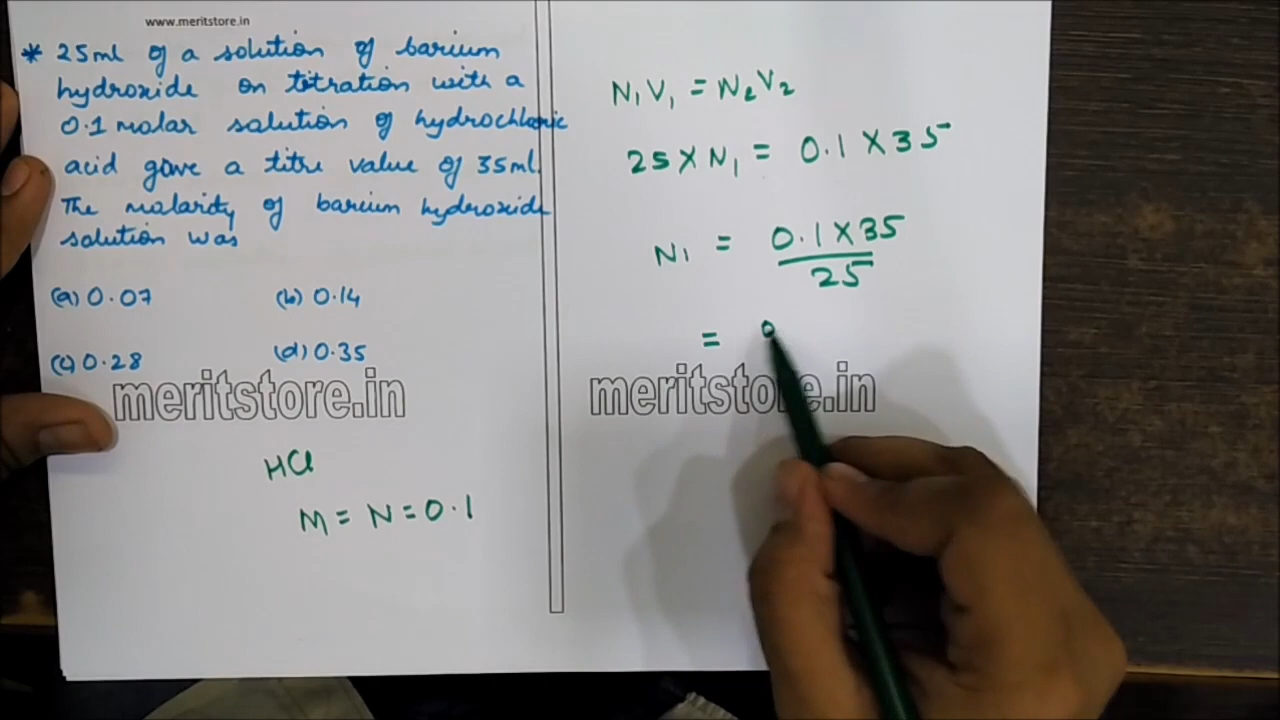 www.meritstore.in
* 25ml of a solution of barium
hydroxide on titration with a
0.1 molar solution of hydrochloric
acid gave a titre value of 35ml.
The molarity of barium hydroxide
solution was
(a) 0.07 (b) 0.14
(c) 0.28 (d) 0.35
meritstore.in
HCl
M = N = 0.1
N₁V₁ = N₂V₂
25 X N₁ = 0.1 X 35
N₁ = 0.1 X 35
25
= 0
meritstore.in